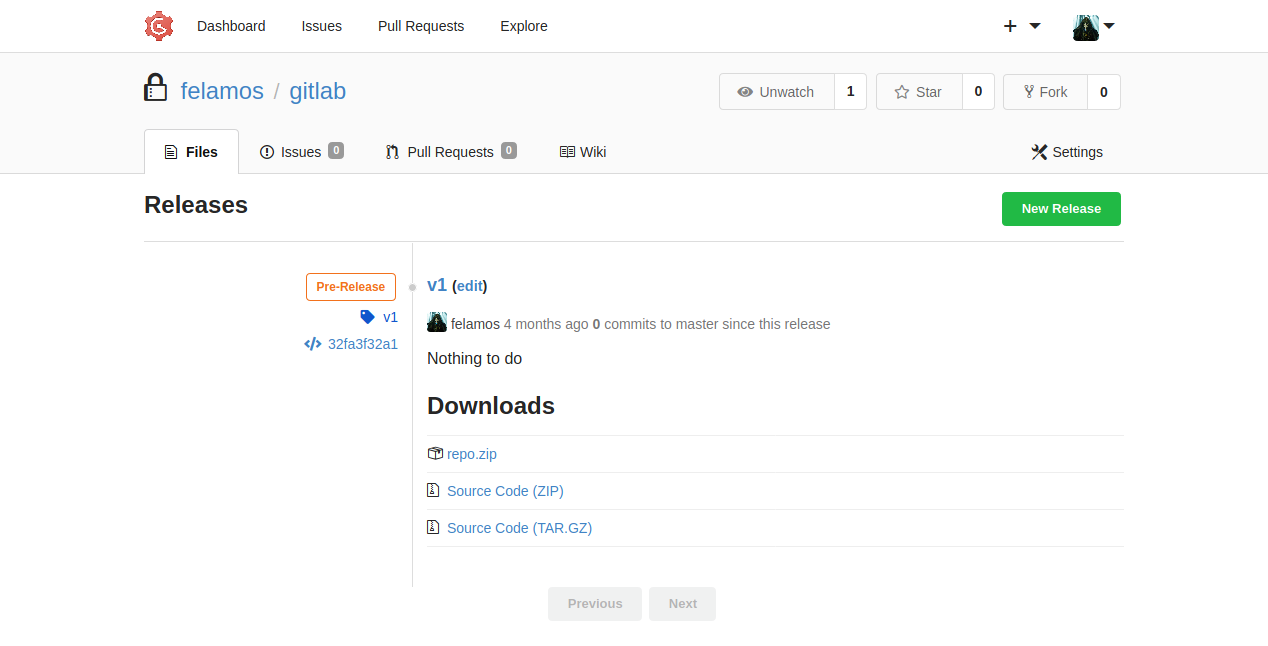 Dashboard Issues Pull Requests Explore
felamos / gitlab Unwatch 1 Star 0 Fork 0
Files Issues 0 Pull Requests 0 Wiki Settings
Releases New Release
Pre-Release v1 (edit)
v1 felamos 4 months ago 0 commits to master since this release
32fa3f32a1
Nothing to do
Downloads
repo.zip
Source Code (ZIP)
Source Code (TAR.GZ)
Previous Next